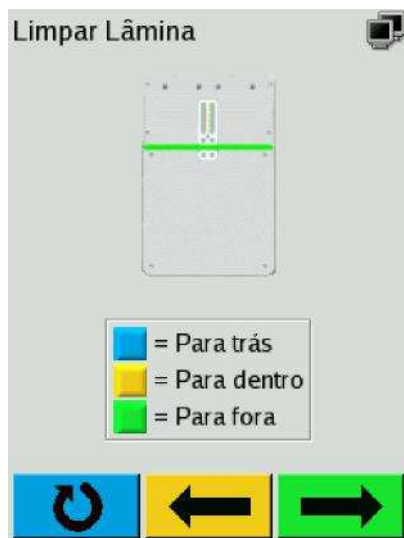 Limpar Lâmina
= Para trás
= Para dentro
= Para fora